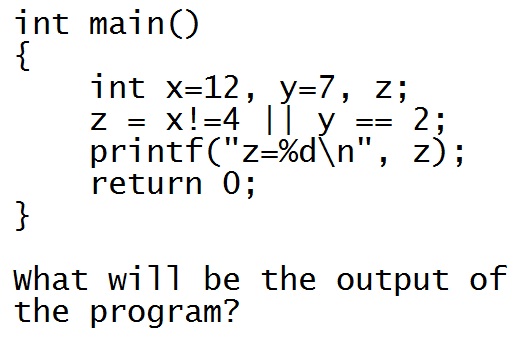 int main()
{
    int x=12, y=7, z;
    z = x!=4 || y == 2;
    printf("z=%d\n", z);
    return 0;
}
What will be the output of
the program?